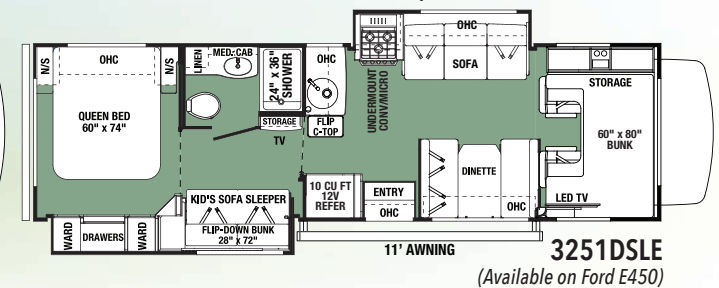 N/S
OHC
N/S
QUEEN BED
60" x 74"
WARD
DRAWERS
WARD
LINEN
MED. CAB
24" x 36"
SHOWER
STORAGE
TV
KID'S SOFA SLEEPER
FLIP-DOWN BUNK
28" x 72"
OHC
FLIP
C-TOP
UNDERMOUNT
CONV/MICRO
OHC
SOFA
10 CU FT
12V
REFER
ENTRY
OHC
DINETTE
OHC
STORAGE
60" x 80"
BUNK
LED TV
11' AWNING
3251DSLE
(Available on Ford E450)